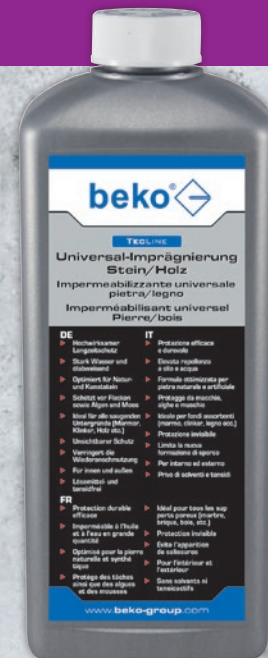 beko®
TECLINE
Universal-Imprägnierung
Stein/Holz
Impermeabilizzante universale
pietra/legno
Imperméabilisant universel
Pierre/bois
DE
Hochwirksamer
Langzeitschutz
Stark Wasser und
ölabweisend
Optimiert für Natur-
und Kunststein
Schützt vor Flecken
sowie Algen und Moos
Ideal für alle saugenden
Untergründe (Marmor,
Klinker, Holz etc.)
Unsichtbarer Schutz
Verringert die
Wiederanschmutzung
Für innen und außen
Lösemittel- und
tensidfrei
IT
Protezione efficace
e durevole
Elevata repellenza
a olio e acqua
Formula ottimizzata per
pietra naturale e artificiale
Protegge da macchie,
alghe e muschio
Ideale per fondi assorbenti
(marmo, clinker, legno ecc.)
Protezione invisibile
Limita la nuova
formazione di sporco
Per interno ed esterno
Privo di solventi e tensidi
FR
Protection durable
efficace
Imperméable à l'huile
et à l'eau en grande
quantité
Optimisé pour la pierre
naturelle et synthé
tique
Protège des tâches
ainsi que des algues
et des mousses
Idéal pour tous les sup
ports poreux (marbre,
brique, bois, etc.)
Protection invisible
Évite l'apparition
de salissures
Pour l'intérieur et
l'extérieur
Sans solvants ni
tensioactifs
www.beko-group.com